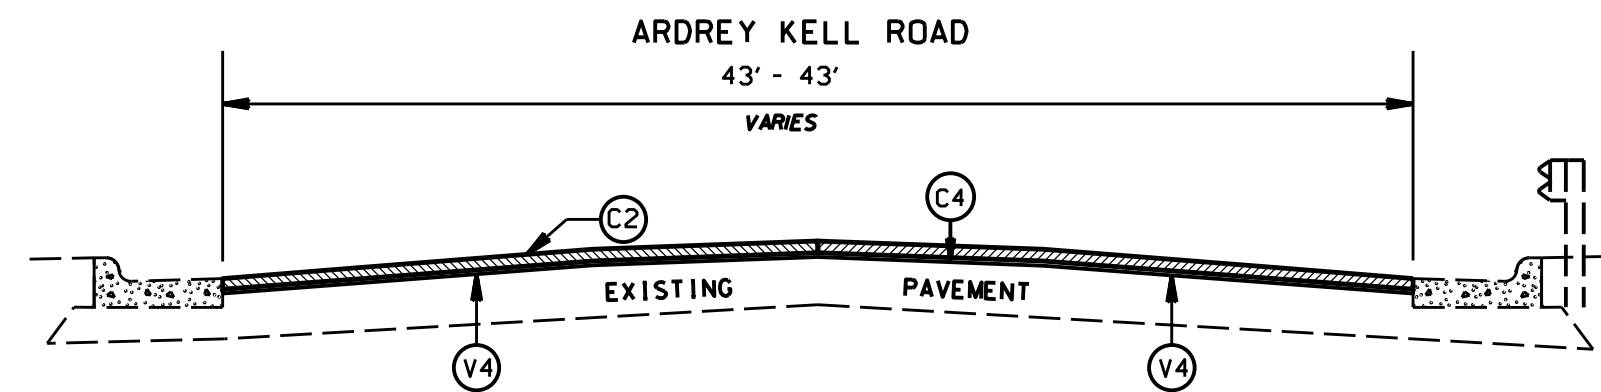 ARDREY KELL ROAD
43' - 43'
VARIES
C4
C2
EXISTING PAVEMENT
V4 V4